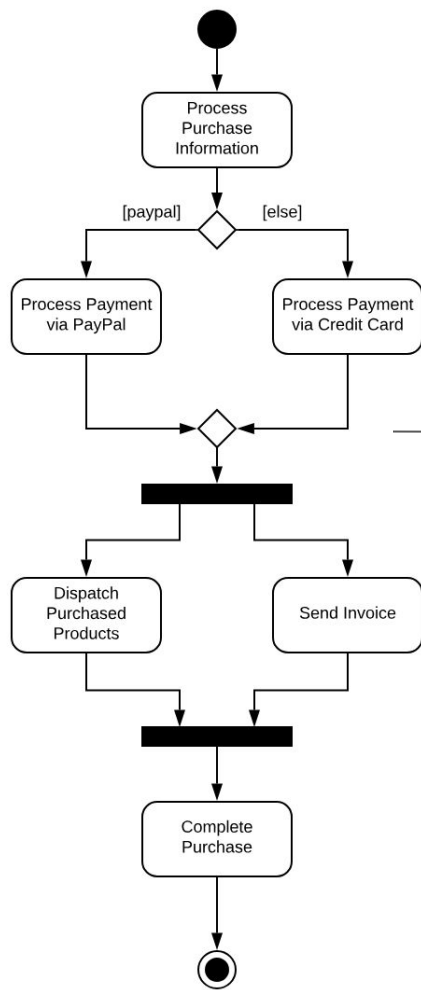 Process
Purchase
Information
[paypal]
[else]
Process Payment
via PayPal
Process Payment
via Credit Card
Dispatch
Purchased
Products
Send Invoice
Complete
Purchase